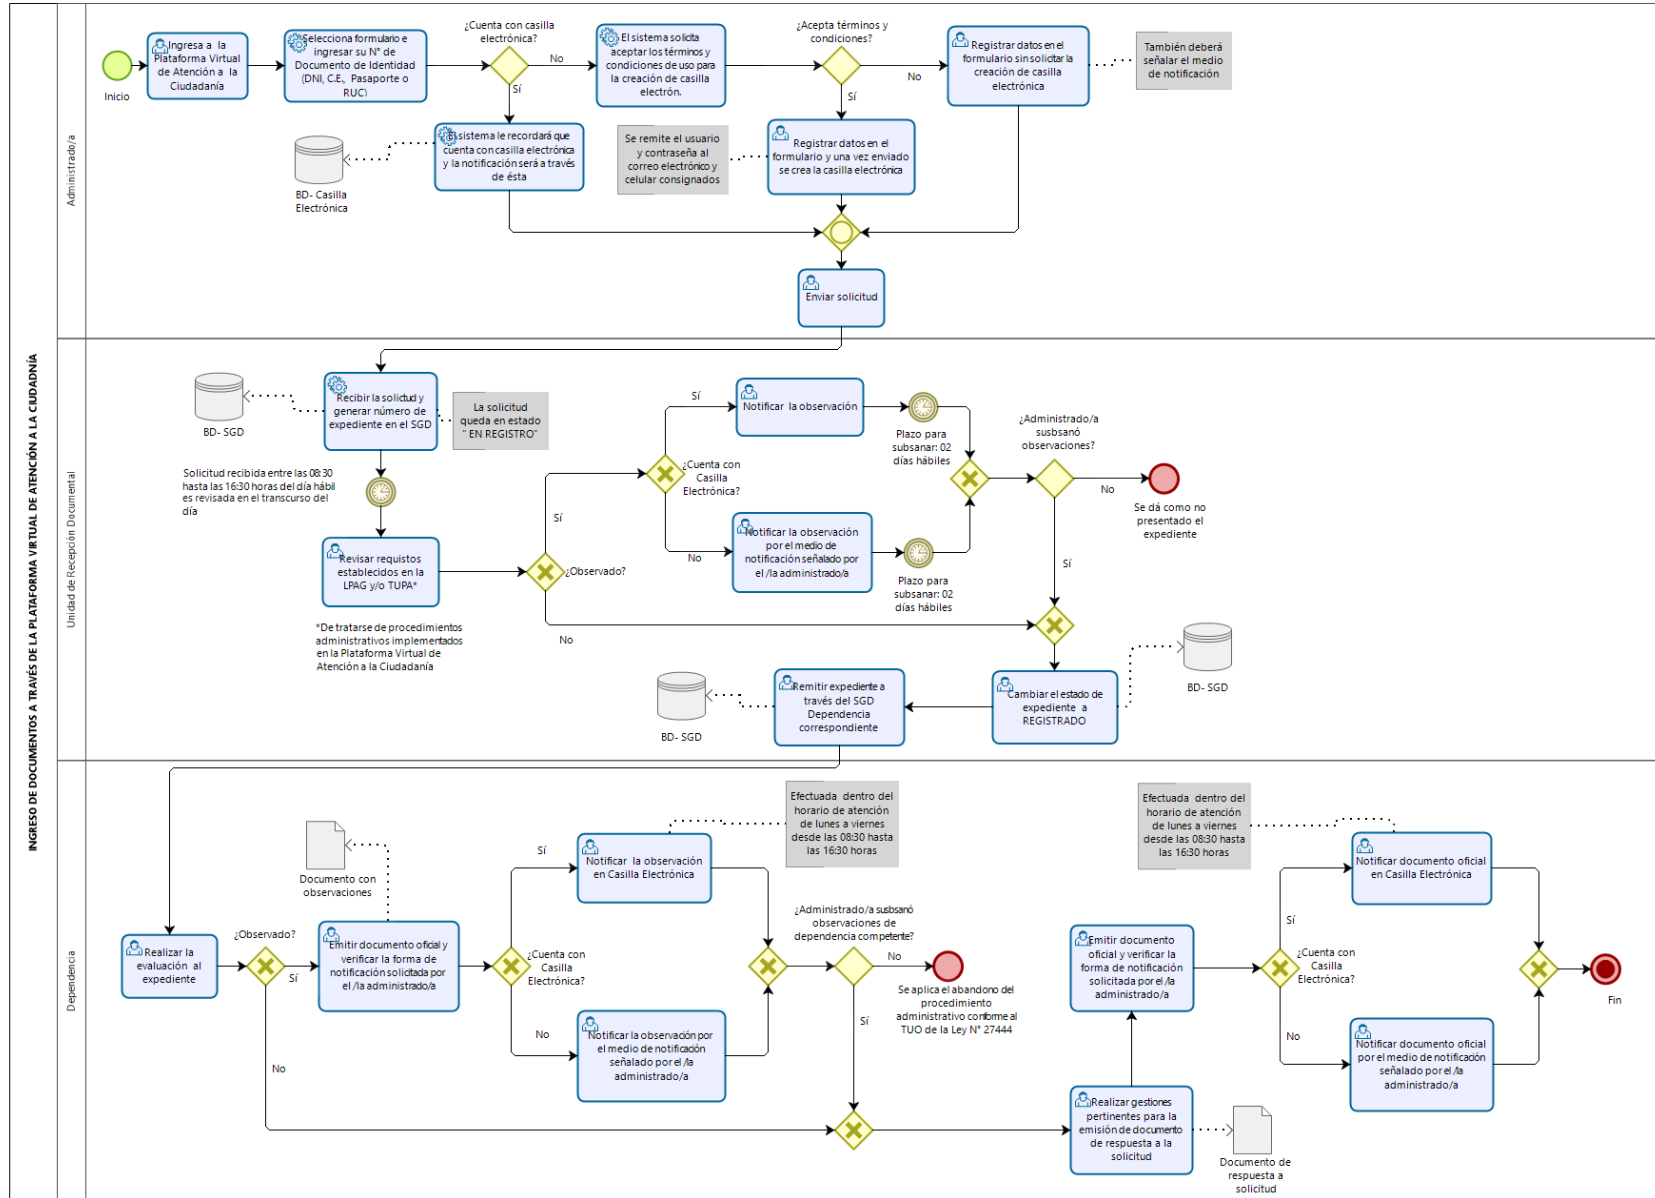 INGRESO DE DOCUMENTOS A TRAVÉS DE LA PLATAFORMA VIRTUAL DE ATENCIÓN A LA CIUDADNÍA
Administrado/a
Inicio
Ingresa a la
Plataforma Virtual
de Atención a la
Ciudadanía
Selecciona formulario e
ingresar su N° de
Documento de Identidad
(DNI, C.E., Pasaporte o
RUC)
¿Cuenta con casilla
electrónica?
No
Sí
El sistema solicita
aceptar los términos y
condiciones de uso para
la creación de casilla
electrón.
¿Acepta términos y
condiciones?
No
Sí
Registrar datos en el
formulario sin solicitar la
creación de casilla
electrónica
También deberá
señalar el medio
de notificación
BD- Casilla
Electrónica
El sistema le recordará que
cuenta con casilla electrónica
y la notificación será a través
de ésta
Se remite el usuario
y contraseña al
correo electrónico y
celular consignados
Registrar datos en el
formulario y una vez enviado
se crea la casilla electrónica
Enviar solicitud
Unidad de Recepción Documental
BD- SGD
Recibir la solictud y
generar número de
expediente en el SGD
La solicitud
queda en estado
" EN REGISTRO"
Solicitud recibida entre las 08:30
hasta las 16:30 horas del día hábil
es revisada en el transcurso del
día
Revisar requistos
establecidos en la
LPAG y/o TUPA*
*De tratarse de procedimientos
administrativos implementados
en la Plataforma Virtual de
Atención a la Ciudadanía
¿Observado?
Sí
No
¿Cuenta con
Casilla
Electrónica?
Sí
No
Notificar la observación
Plazo para
subsanar: 02
días hábiles
Notificar la observación
por el medio de
notificación señalado por
el /la administrado/a
Plazo para
subsanar: 02
días hábiles
¿Administrado/a
susbsanó
observaciones?
No
Sí
Se dá como no
presentado el
expediente
BD- SGD
Cambiar el estado de
expediente a
REGISTRADO
Remitir expediente a
través del SGD
Dependencia
correspondiente
BD- SGD
Dependencia
Realizar la
evaluación al
expediente
¿Observado?
Sí
No
Documento con
observaciones
Emitir documento oficial y
verificar la forma de
notificación solicitada por
el /la administrado/a
¿Cuenta con
Casilla
Electrónica?
Sí
No
Notificar la observación
en Casilla Electrónica
Efectuada dentro del
horario de atención
de lunes a viernes
desde las 08:30 hasta
las 16:30 horas
Notificar la observación por
el medio de notificación
señalado por el /la
administrado/a
¿Administrado/a susbsanó
observaciones de
dependencia competente?
No
Sí
Se aplica el abandono del
procedimiento
administrativo conforme al
TUO de la Ley N° 27444
Realizar gestiones
pertinentes para la
emisión de documento
de respuesta a la
solicitud
Documento de
respuesta a
solicitud
Emitir documento
oficial y verificar la
forma de notificación
solicitada por el /la
administrado/a
¿Cuenta con
Casilla
Electrónica?
Sí
No
Efectuada dentro del
horario de atención
de lunes a viernes
desde las 08:30 hasta
las 16:30 horas
Notificar documento oficial
en Casilla Electrónica
Notificar documento oficial
por el medio de notificación
señalado por el /la
administrado/a
Fin